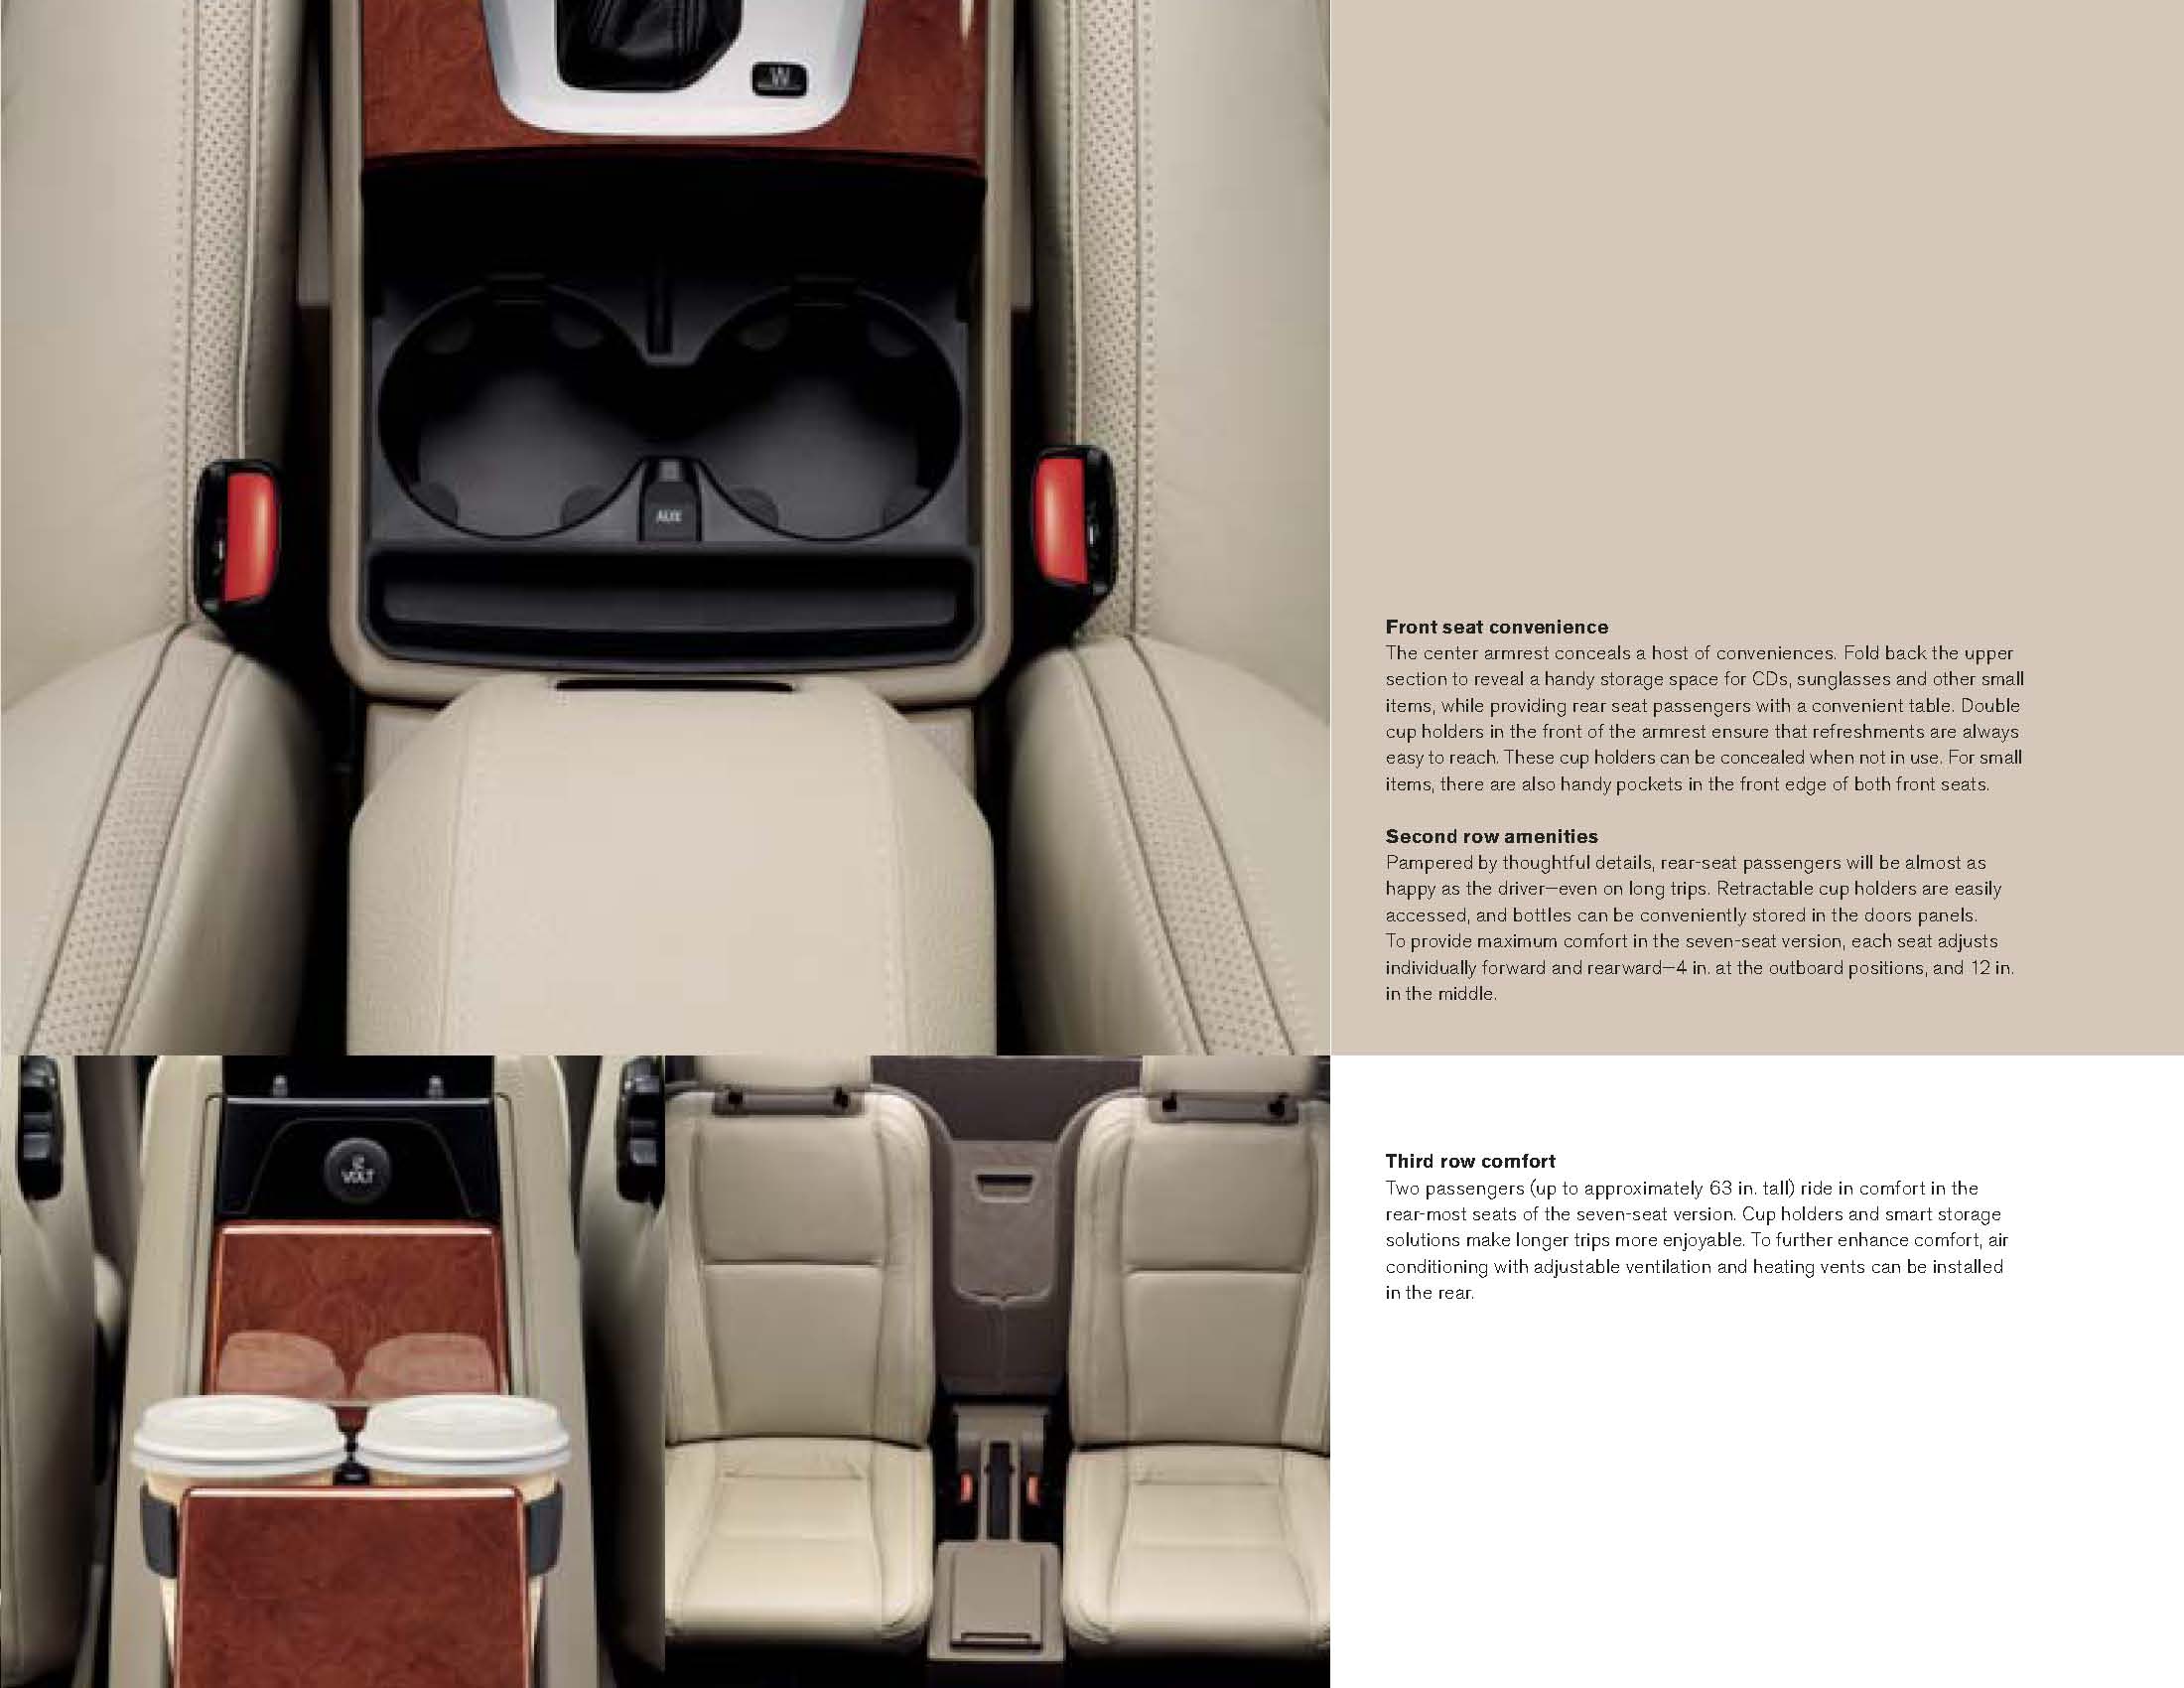 W
AUX
Front seat convenience
The center armrest conceals a host of conveniences. Fold back the upper
section to reveal a handy storage space for CDs, sunglasses and other small
items, while providing rear seat passengers with a convenient table. Double
cup holders in the front of the armrest ensure that refreshments are always
easy to reach. These cup holders can be concealed when not in use. For small
items, there are also handy pockets in the front edge of both front seats.
Second row amenities
Pampered by thoughtful details, rear-seat passengers will be almost as
happy as the driver—even on long trips. Retractable cup holders are easily
accessed, and bottles can be conveniently stored in the doors panels.
To provide maximum comfort in the seven-seat version, each seat adjusts
individually forward and rearward—4 in. at the outboard positions, and 12 in.
in the middle.
12
VOLT
Third row comfort
Two passengers (up to approximately 63 in. tall) ride in comfort in the
rear-most seats of the seven-seat version. Cup holders and smart storage
solutions make longer trips more enjoyable. To further enhance comfort, air
conditioning with adjustable ventilation and heating vents can be installed
in the rear.